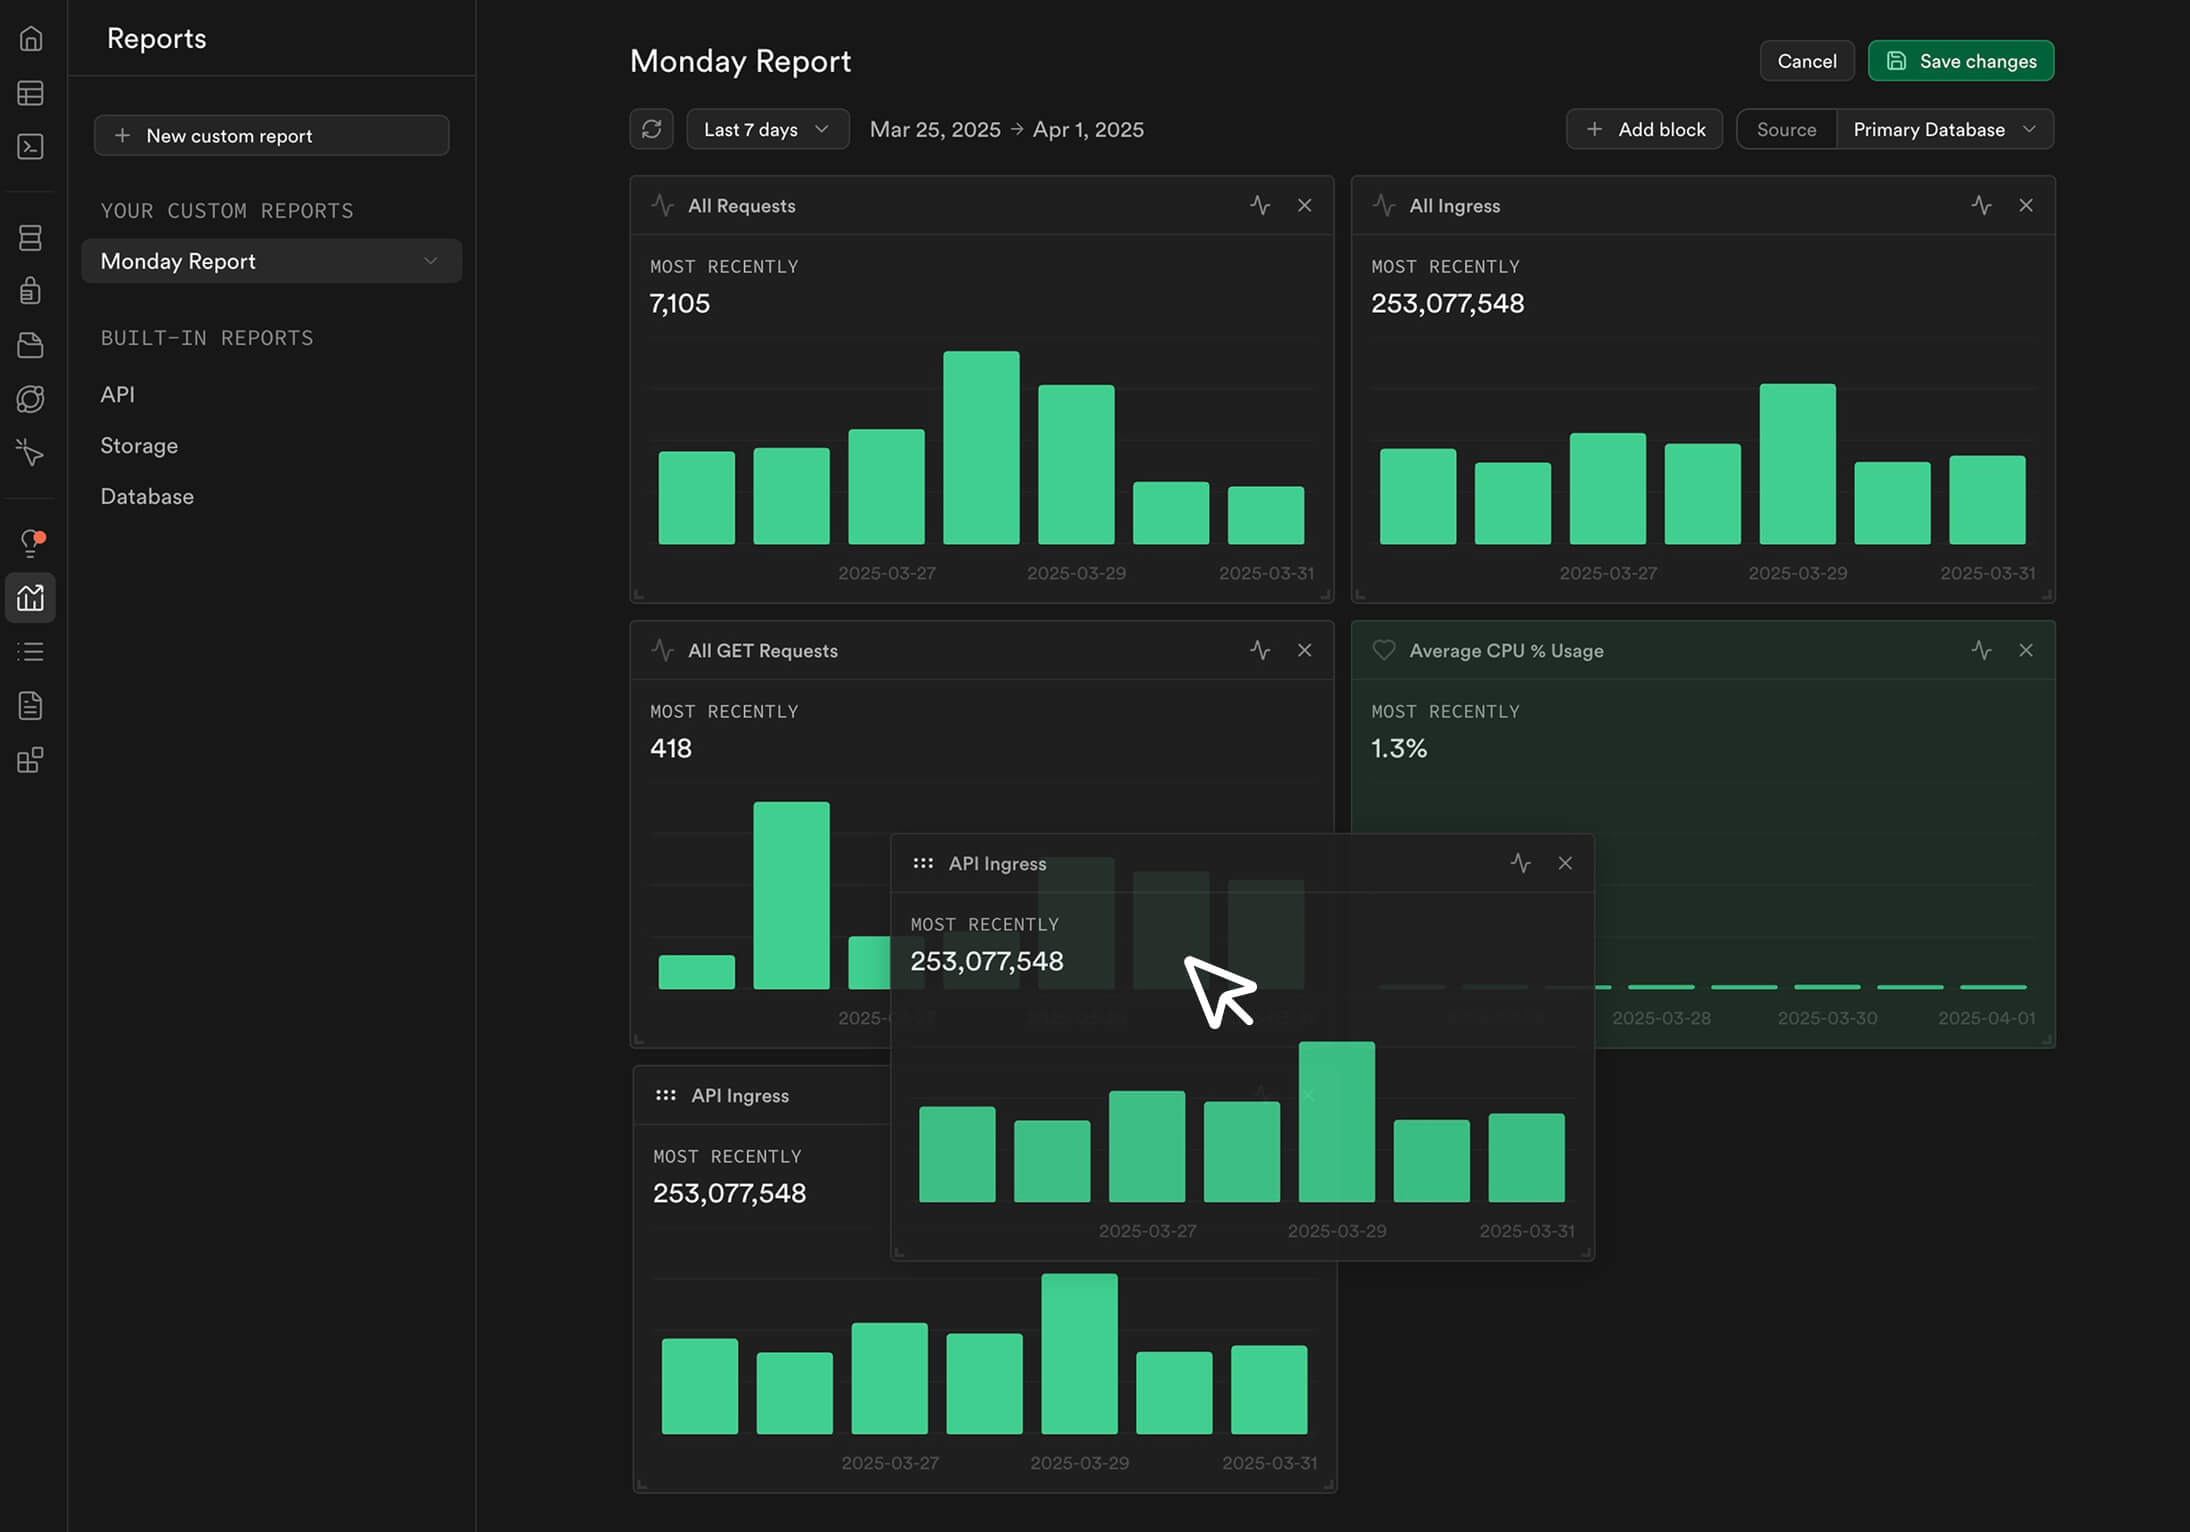 Reports
New custom report
YOUR CUSTOM REPORTS
Monday Report
BUILT-IN REPORTS
API
Storage
Database
Monday Report
Cancel
Save changes
Last 7 days
Mar 25, 2025 → Apr 1, 2025
Add block
Source
Primary Database
All Requests
MOST RECENTLY
7,105
2025-03-27 2025-03-29 2025-03-31
All Ingress
MOST RECENTLY
253,077,548
2025-03-27 2025-03-29 2025-03-31
All GET Requests
MOST RECENTLY
418
Average CPU % Usage
MOST RECENTLY
1.3%
2025-03-28 2025-03-30 2025-04-01
API Ingress
MOST RECENTLY
253,077,548
2025-03-27 2025-03-29 2025-03-31
API Ingress
MOST RECENTLY
253,077,548
2025-03-27 2025-03-29 2025-03-31